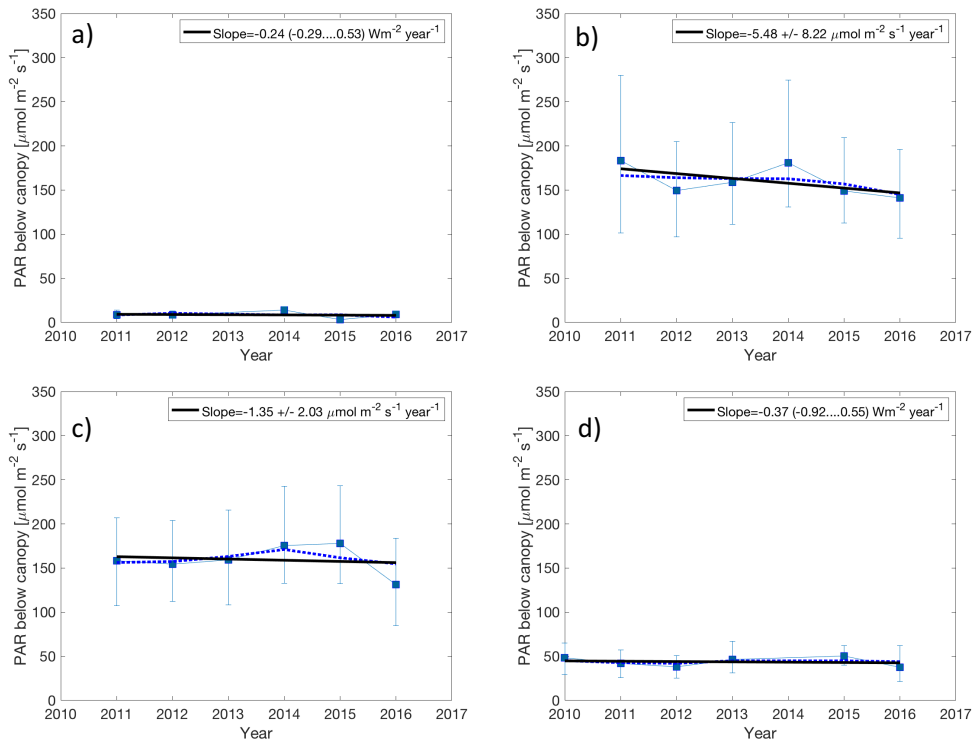 a)
Slope=-0.24 (-0.29....0.53) Wm⁻² year⁻¹
PAR below canopy [μmol m⁻² s⁻¹]
350
300
250
200
150
100
50
0
2010 2011 2012 2013 2014 2015 2016 2017
Year
b)
Slope=-5.48 +/- 8.22 μmol m⁻² s⁻¹ year⁻¹
PAR below canopy [μmol m⁻² s⁻¹]
350
300
250
200
150
100
50
0
2010 2011 2012 2013 2014 2015 2016 2017
Year
c)
Slope=-1.35 +/- 2.03 μmol m⁻² s⁻¹ year⁻¹
PAR below canopy [μmol m⁻² s⁻¹]
350
300
250
200
150
100
50
0
2010 2011 2012 2013 2014 2015 2016 2017
Year
d)
Slope=-0.37 (-0.92....0.55) Wm⁻² year⁻¹
PAR below canopy [μmol m⁻² s⁻¹]
350
300
250
200
150
100
50
0
2010 2011 2012 2013 2014 2015 2016 2017
Year